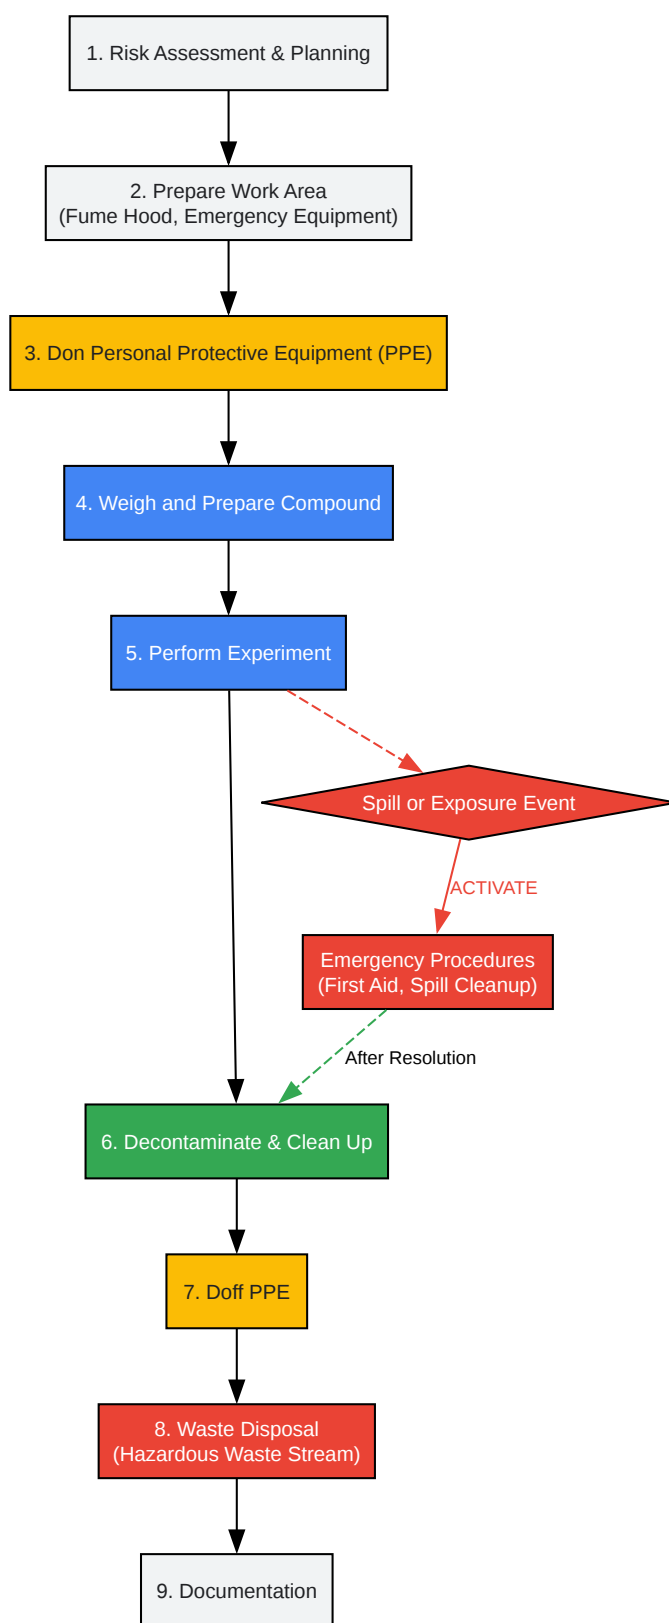 1. Risk Assessment & Planning
2. Prepare Work Area
(Fume Hood, Emergency Equipment)
3. Don Personal Protective Equipment (PPE)
4. Weigh and Prepare Compound
5. Perform Experiment
Spill or Exposure Event
ACTIVATE
Emergency Procedures
(First Aid, Spill Cleanup)
After Resolution
6. Decontaminate & Clean Up
7. Doff PPE
8. Waste Disposal
(Hazardous Waste Stream)
9. Documentation